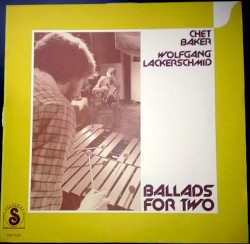 CHET
BAKER
WOLFGANG
LACKERSCHMID
BALLADS
FOR TWO
S